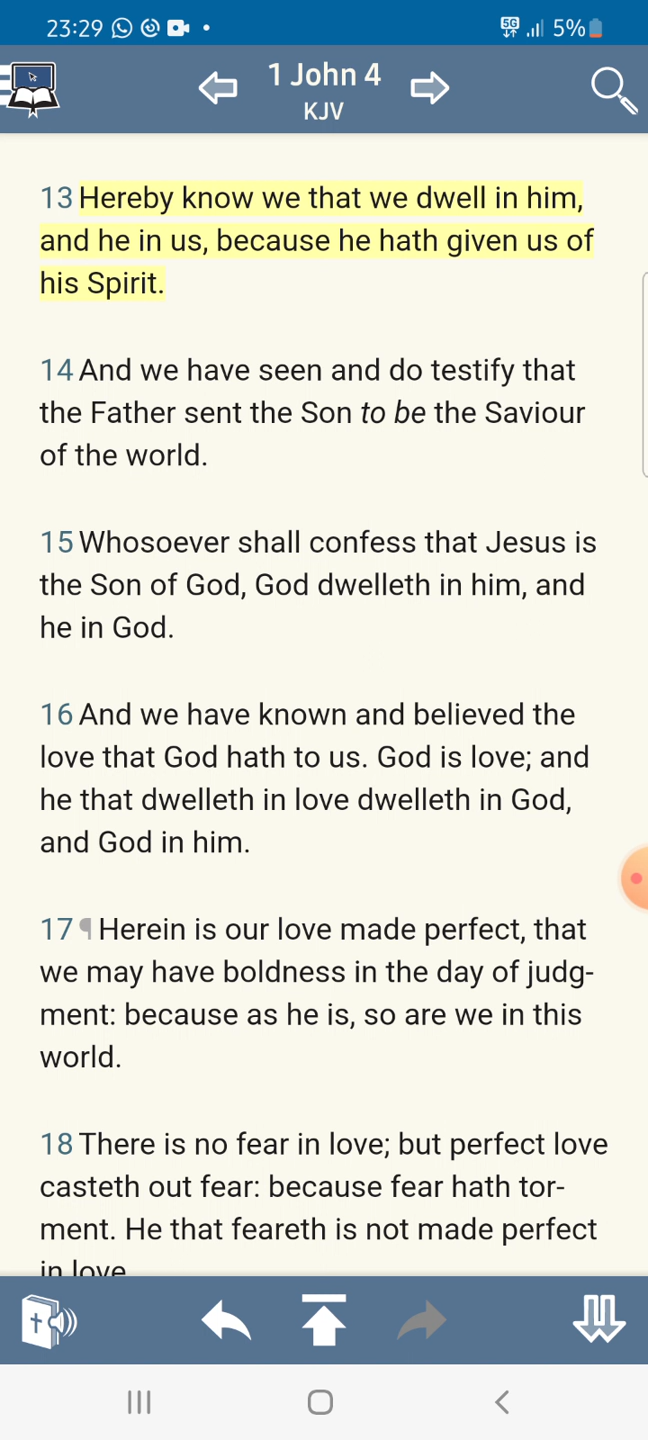 23:29
5G
5%
1 John 4
KJV
13 Hereby know we that we dwell in him,
and he in us, because he hath given us of
his Spirit.
14 And we have seen and do testify that
the Father sent the Son to be the Saviour
of the world.
15 Whosoever shall confess that Jesus is
the Son of God, God dwelleth in him, and
he in God.
16 And we have known and believed the
love that God hath to us. God is love; and
he that dwelleth in love dwelleth in God,
and God in him.
17 ¶ Herein is our love made perfect, that
we may have boldness in the day of judg-
ment: because as he is, so are we in this
world.
18 There is no fear in love; but perfect love
casteth out fear: because fear hath tor-
ment. He that feareth is not made perfect
in love